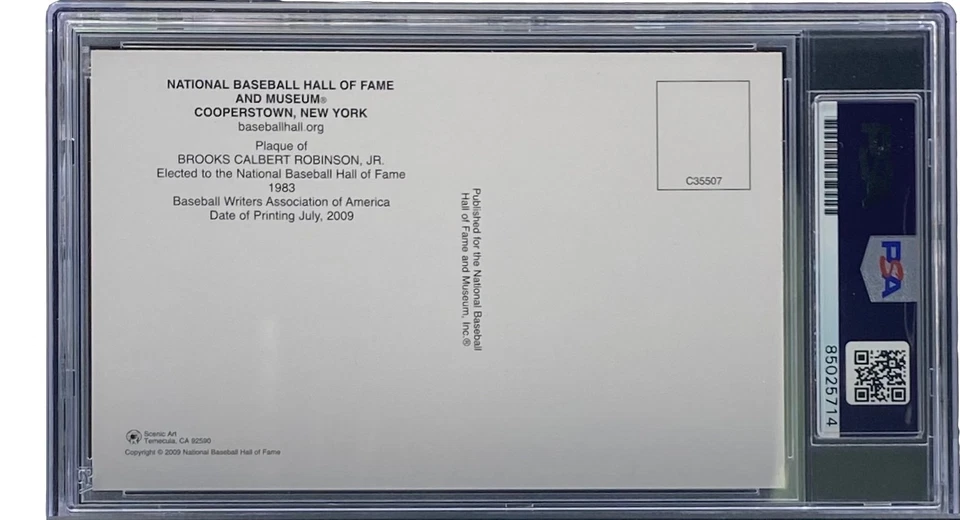 NATIONAL BASEBALL HALL OF FAME
AND MUSEUM®
COOPERSTOWN, NEW YORK
baseballhall.org
Plaque of
BROOKS CALBERT ROBINSON, JR.
Elected to the National Baseball Hall of Fame
1983
Baseball Writers Association of America
Date of Printing July, 2009
Published for the National Baseball
Hall of Fame and Museum, Inc.®
C35507
Scenic Art
Temecula, CA 92590
Copyright © 2009 National Baseball Hall of Fame
PSA
85025714